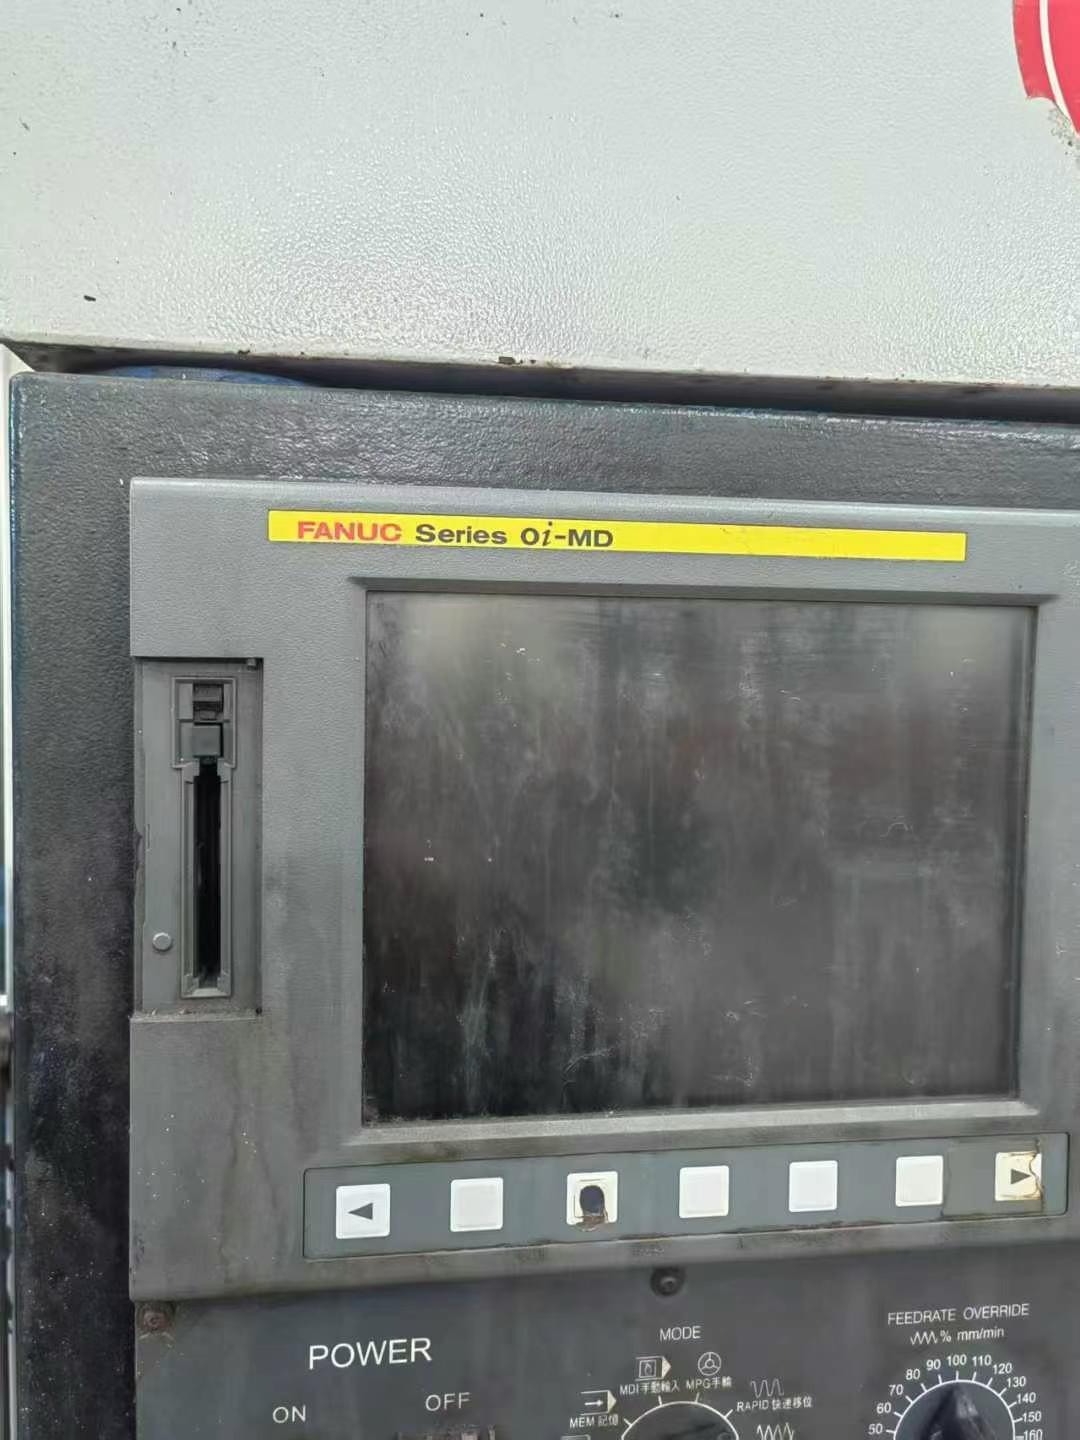 FANUC Series 0i-MD
POWER
ON
OFF
MODE
MDI 手動輸入
MPG手輪
MEM 記憶
RAPID 快速移位
FEEDRATE OVERRIDE
% mm/min
50
60
70
80
90
100
110
120
130
140
150
160